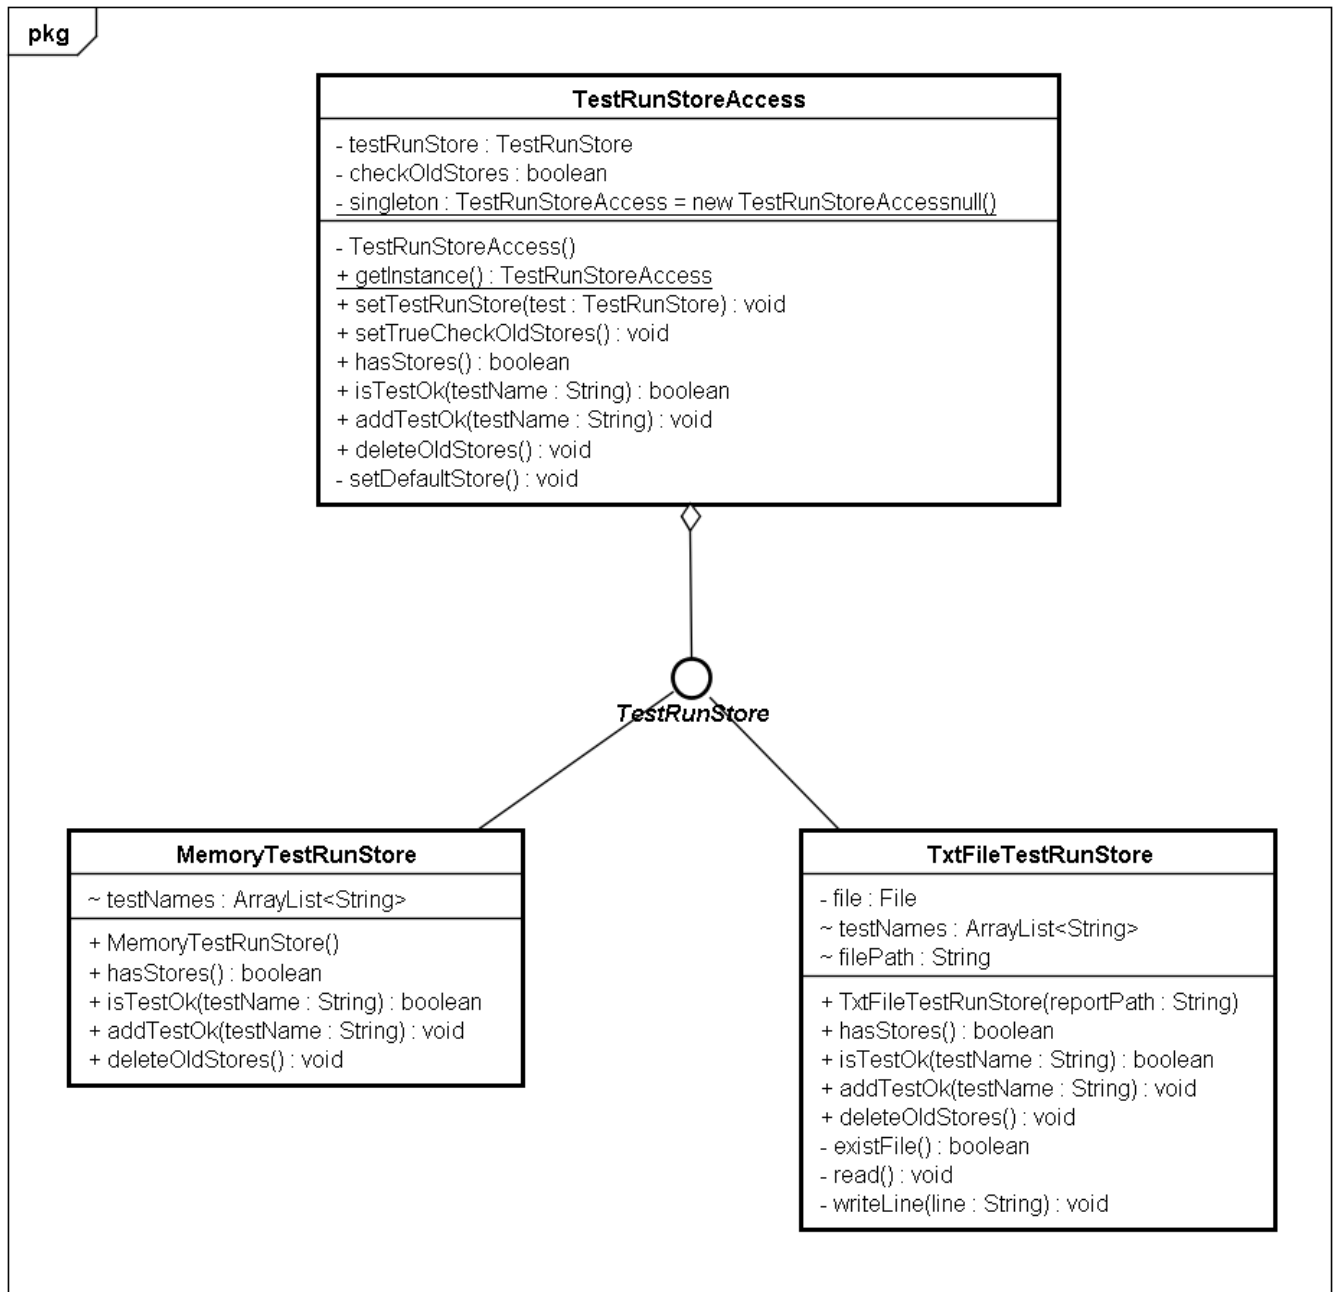 pkg
TestRunStoreAccess
- testRunStore : TestRunStore
- checkOldStores : boolean
- singleton : TestRunStoreAccess = new TestRunStoreAccessnull()
- TestRunStoreAccess()
+ getInstance() : TestRunStoreAccess
+ setTestRunStore(test : TestRunStore) : void
+ setTrueCheckOldStores() : void
+ hasStores() : boolean
+ isTestOk(testName : String) : boolean
+ addTestOk(testName : String) : void
+ deleteOldStores() : void
- setDefaultStore() : void
TestRunStore
MemoryTestRunStore
~ testNames : ArrayList<String>
+ MemoryTestRunStore()
+ hasStores() : boolean
+ isTestOk(testName : String) : boolean
+ addTestOk(testName : String) : void
+ deleteOldStores() : void
TxtFileTestRunStore
- file : File
~ testNames : ArrayList<String>
~ filePath : String
+ TxtFileTestRunStore(reportPath : String)
+ hasStores() : boolean
+ isTestOk(testName : String) : boolean
+ addTestOk(testName : String) : void
+ deleteOldStores() : void
- existFile() : boolean
- read() : void
- writeLine(line : String) : void